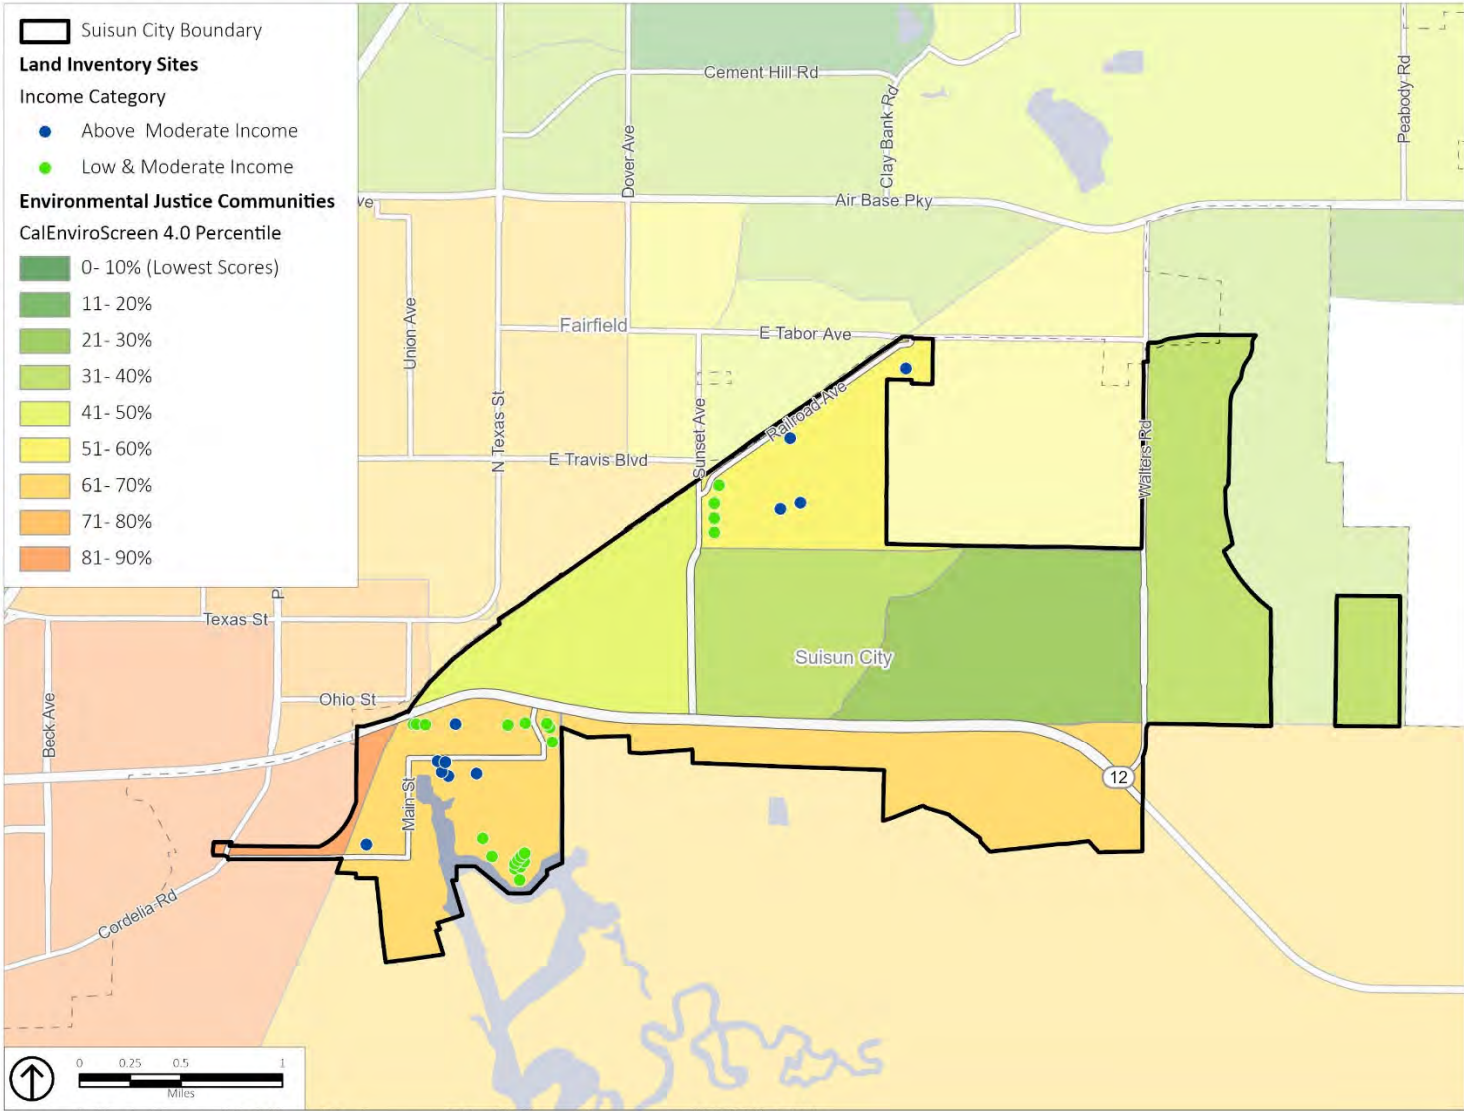 Suisun City Boundary
Land Inventory Sites
Income Category
Above Moderate Income
Low & Moderate Income
Environmental Justice Communities
CalEnviroScreen 4.0 Percentile
0- 10% (Lowest Scores)
11- 20%
21- 30%
31- 40%
41- 50%
51- 60%
61- 70%
71- 80%
81- 90%
Cement Hill Rd
Clay Bank Rd
Peabody Rd
Dover Ave
ve
Air Base Pky
Union Ave
Fairfield
E Tabor Ave
N Texas St
Sunset Ave
Railroad Ave
E Travis Blvd
Walters Rd
P
Texas St
Suisun City
Ohio St
Beck Ave
Main St
12
Cordelia Rd
0 0.25 0.5 1
Miles